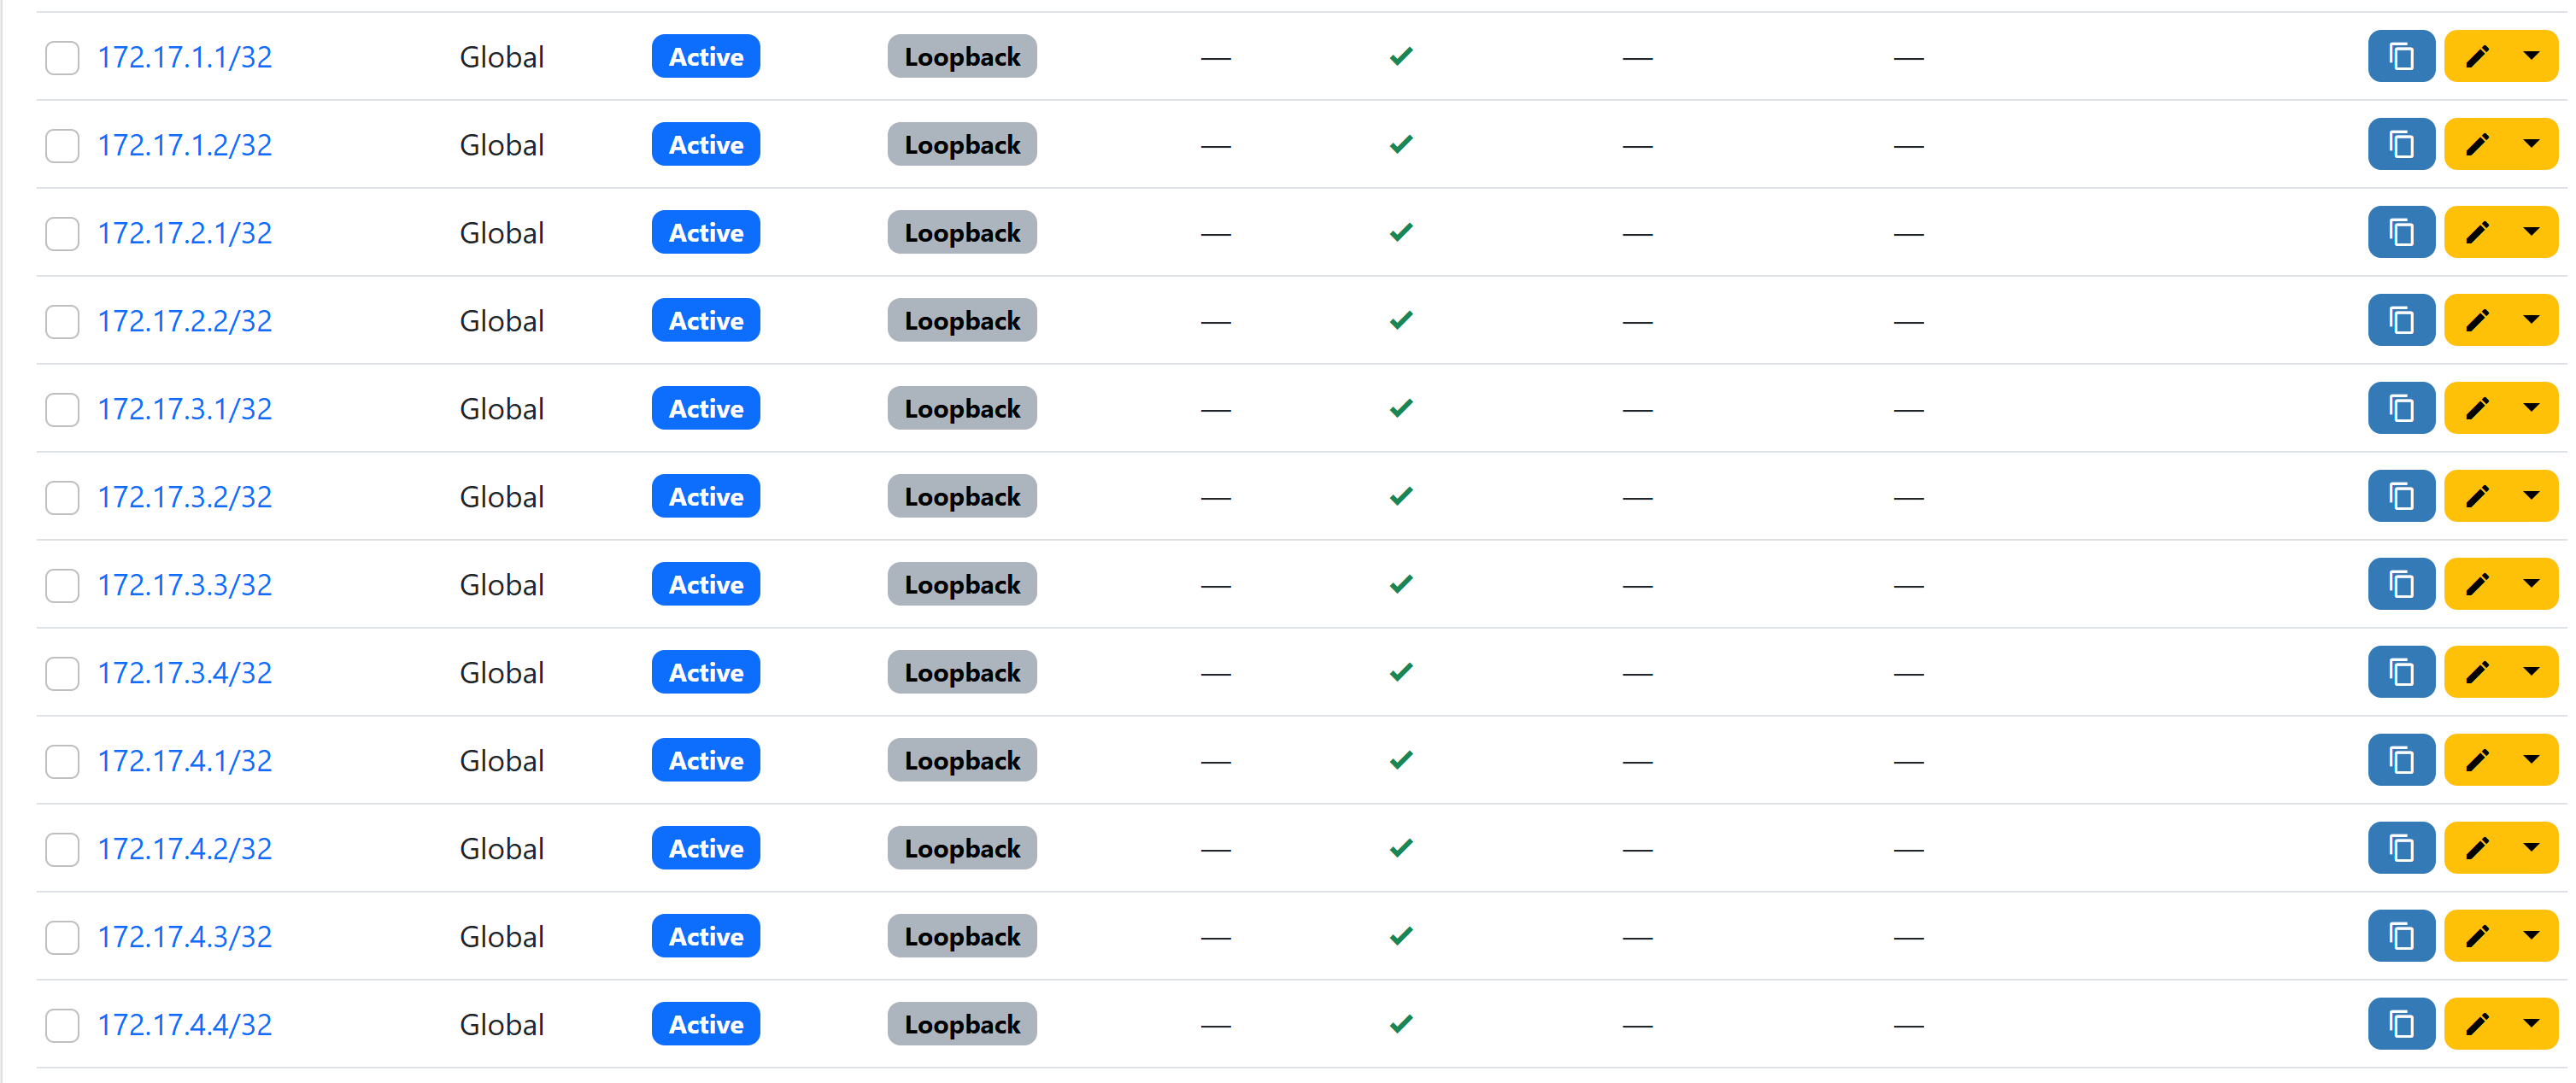 172.17.1.1/32 Global Active Loopback — ✓ — —
172.17.1.2/32 Global Active Loopback — ✓ — —
172.17.2.1/32 Global Active Loopback — ✓ — —
172.17.2.2/32 Global Active Loopback — ✓ — —
172.17.3.1/32 Global Active Loopback — ✓ — —
172.17.3.2/32 Global Active Loopback — ✓ — —
172.17.3.3/32 Global Active Loopback — ✓ — —
172.17.3.4/32 Global Active Loopback — ✓ — —
172.17.4.1/32 Global Active Loopback — ✓ — —
172.17.4.2/32 Global Active Loopback — ✓ — —
172.17.4.3/32 Global Active Loopback — ✓ — —
172.17.4.4/32 Global Active Loopback — ✓ — —